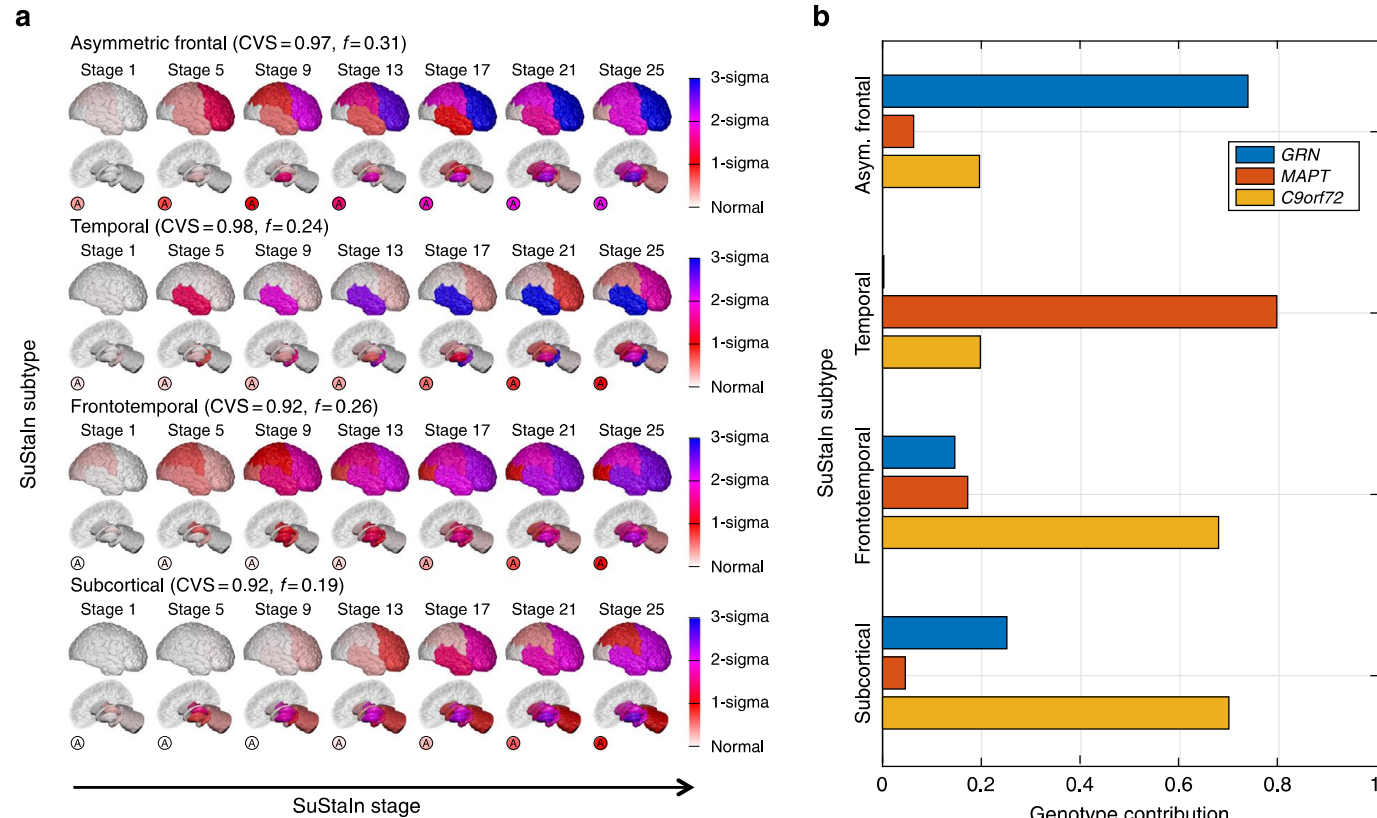 a
Asymmetric frontal (CVS = 0.97, f = 0.31)
Stage 1 Stage 5 Stage 9 Stage 13 Stage 17 Stage 21 Stage 25
3-sigma
2-sigma
1-sigma
Normal
A A A A A A A
Temporal (CVS = 0.98, f = 0.24)
Stage 1 Stage 5 Stage 9 Stage 13 Stage 17 Stage 21 Stage 25
3-sigma
2-sigma
1-sigma
Normal
A A A A A A A
Frontotemporal (CVS = 0.92, f = 0.26)
Stage 1 Stage 5 Stage 9 Stage 13 Stage 17 Stage 21 Stage 25
3-sigma
2-sigma
1-sigma
Normal
A A A A A A A
Subcortical (CVS = 0.92, f = 0.19)
Stage 1 Stage 5 Stage 9 Stage 13 Stage 17 Stage 21 Stage 25
3-sigma
2-sigma
1-sigma
Normal
A A A A A A A
SuStaIn subtype
SuStaIn stage
b
SuStaIn subtype
Asym. frontal
Temporal
Frontotemporal
Subcortical
GRN
MAPT
C9orf72
0 0.2 0.4 0.6 0.8 1
Genotype contribution